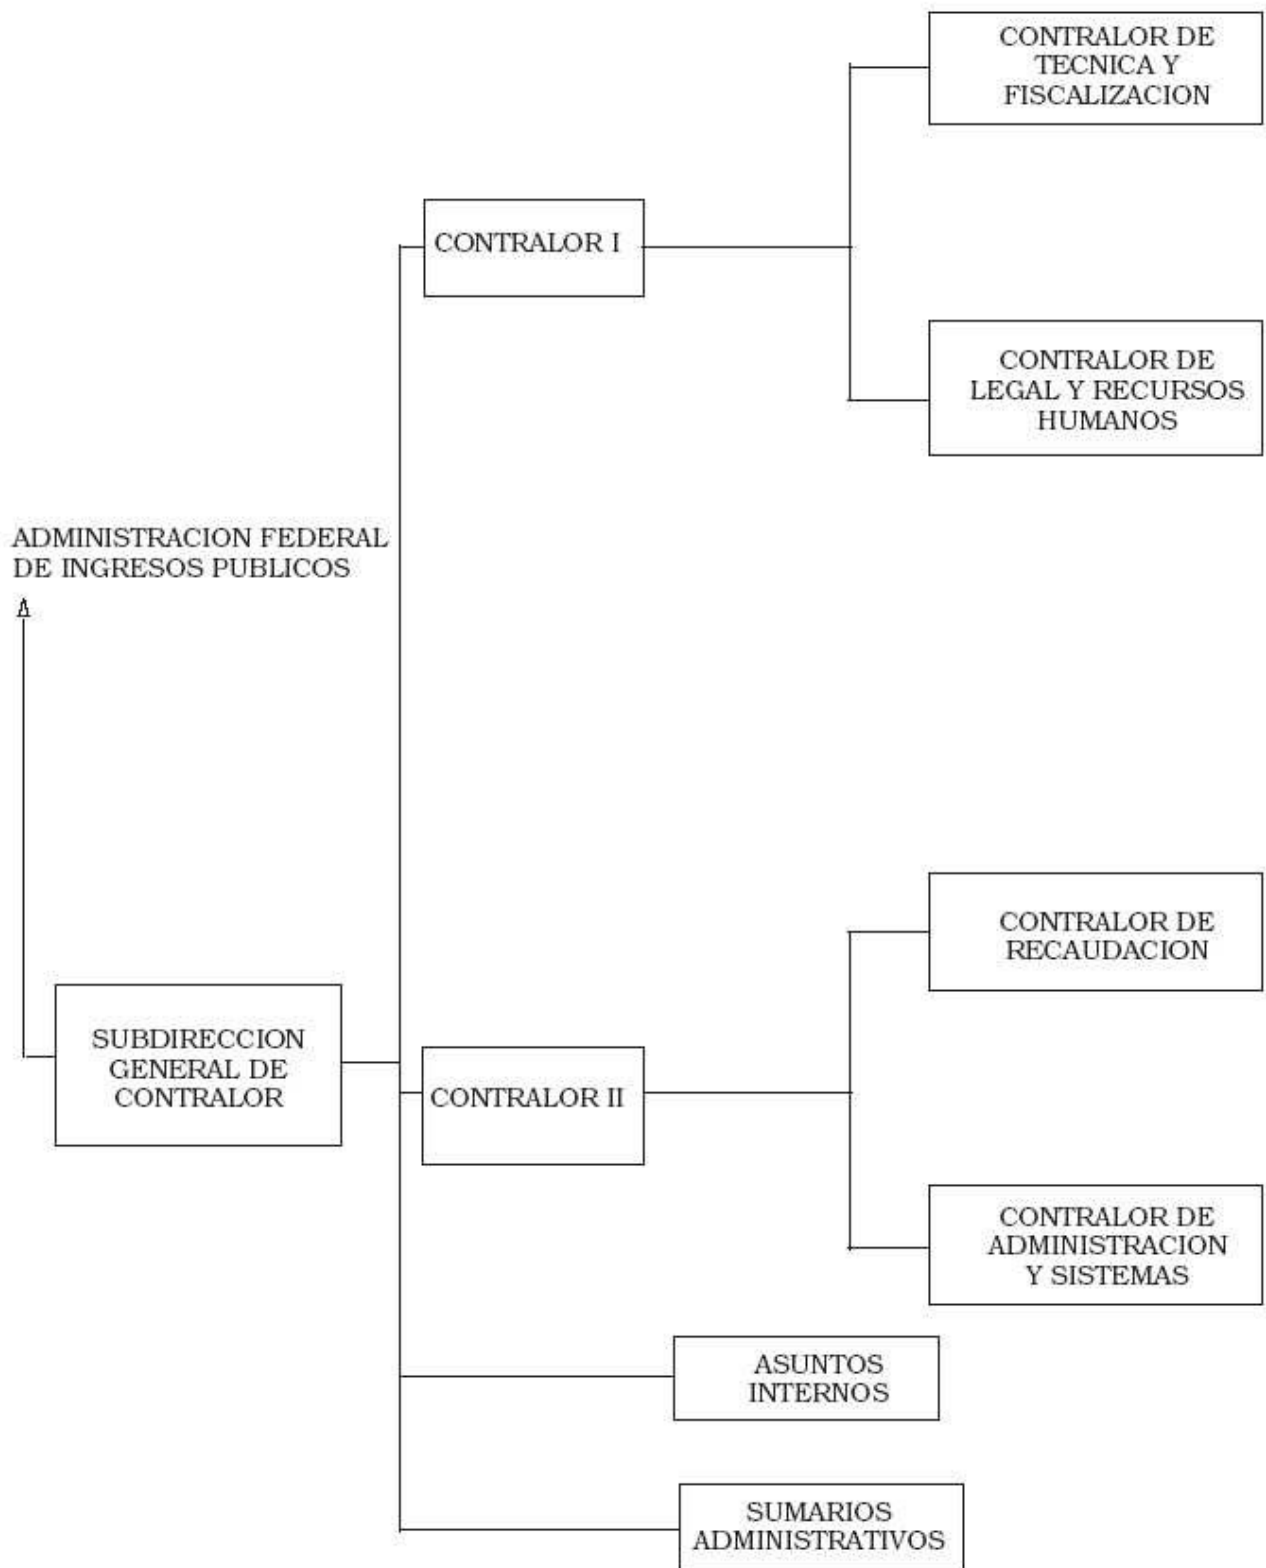 CONTRALOR DE
TECNICA Y
FISCALIZACION
CONTRALOR I
CONTRALOR DE
LEGAL Y RECURSOS
HUMANOS
ADMINISTRACION FEDERAL
DE INGRESOS PUBLICOS
CONTRALOR DE
RECAUDACION
SUBDIRECCION
GENERAL DE
CONTRALOR
CONTRALOR II
CONTRALOR DE
ADMINISTRACION
Y SISTEMAS
ASUNTOS
INTERNOS
SUMARIOS
ADMINISTRATIVOS